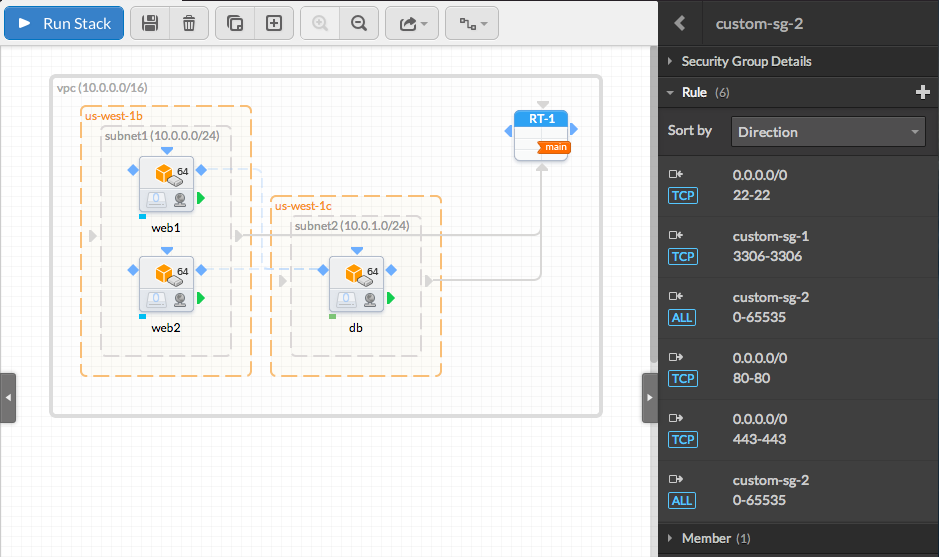 Run Stack
vpc (10.0.0.0/16)
us-west-1b
subnet1 (10.0.0.0/24)
64
web1
64
web2
us-west-1c
subnet2 (10.0.1.0/24)
64
db
RT-1
main
custom-sg-2
Security Group Details
Rule (6)
Sort by Direction
0.0.0.0/0
TCP 22-22
custom-sg-1
TCP 3306-3306
custom-sg-2
ALL 0-65535
0.0.0.0/0
TCP 80-80
0.0.0.0/0
TCP 443-443
custom-sg-2
ALL 0-65535
Member (1)